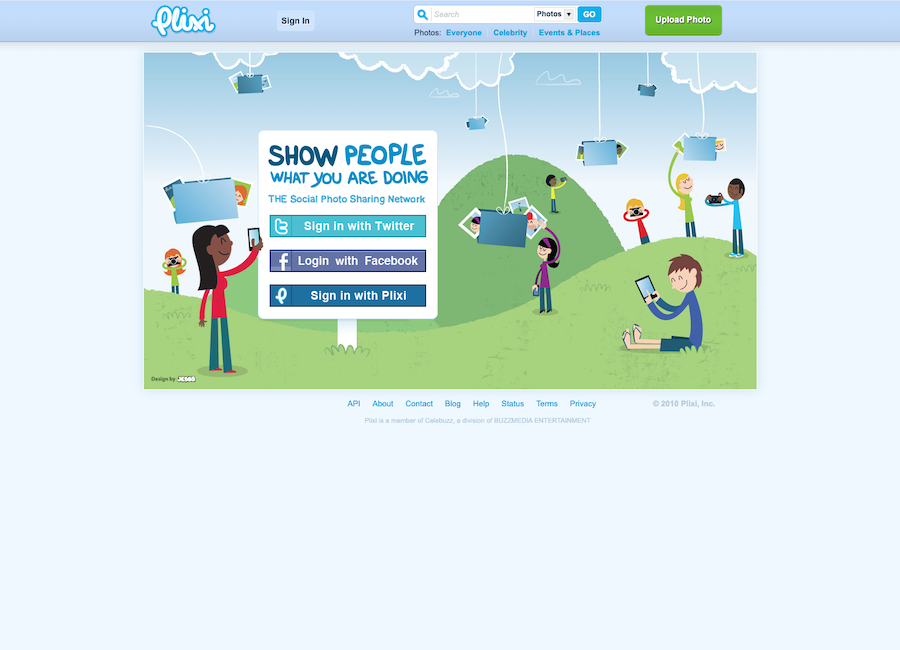 Plixi
Sign In
Search
Photos
GO
Upload Photo
Photos: Everyone Celebrity Events & Places
SHOW PEOPLE
WHAT YOU ARE DOING
THE Social Photo Sharing Network
Sign in with Twitter
Login with Facebook
Sign in with Plixi
Design by
API About Contact Blog Help Status Terms Privacy
© 2010 Plixi, Inc.
Plixi is a member of Celebuzz, a division of BUZZMEDIA ENTERTAINMENT